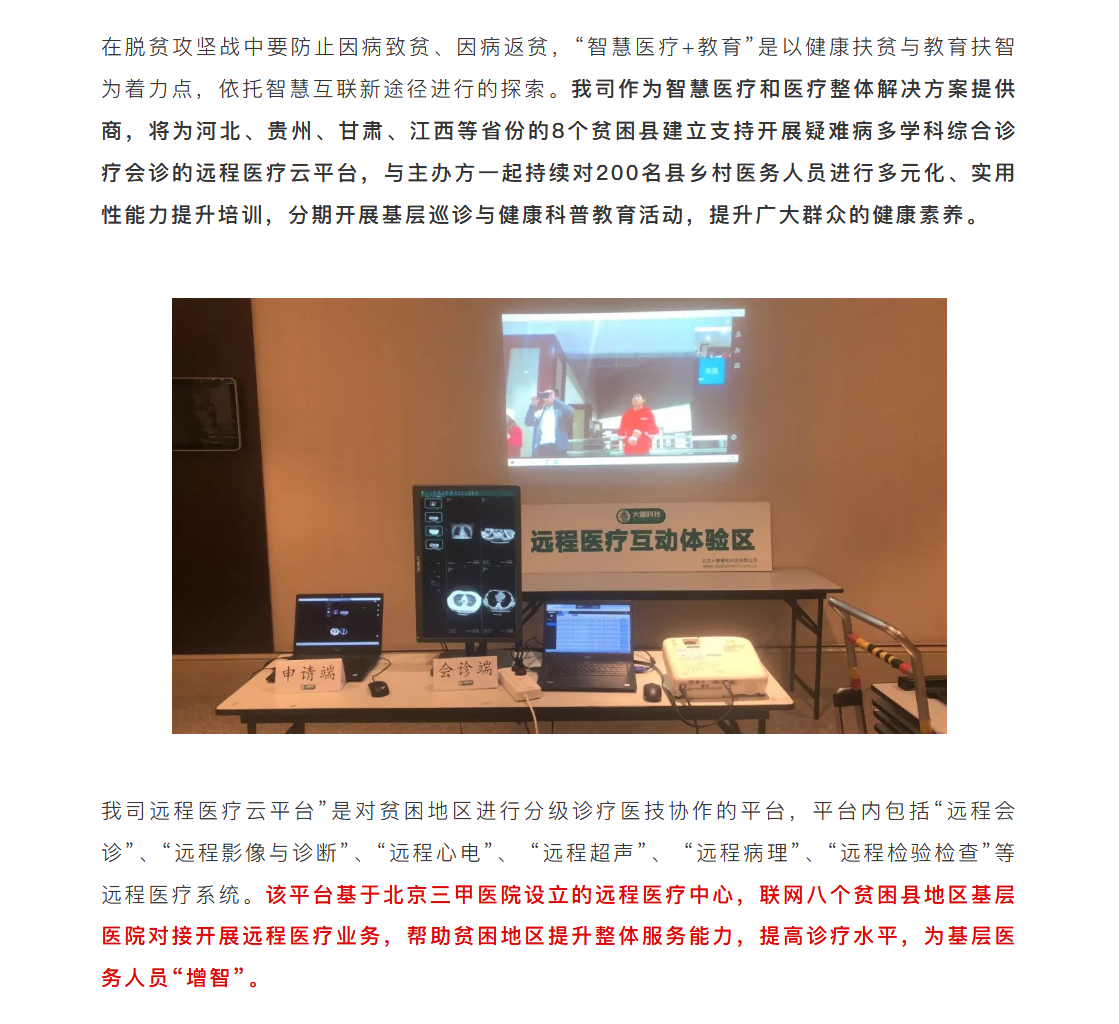 在脱贫攻坚战中要防止因病致贫、因病返贫，“智慧医疗+教育”是以健康扶贫与教育扶智
为着力点，依托智慧互联新途径进行的探索。我司作为智慧医疗和医疗整体解决方案提供
商，将为河北、贵州、甘肃、江西等省份的8个贫困县建立支持开展疑难病多学科综合诊
疗会诊的远程医疗云平台，与主办方一起持续对200名县乡村医务人员进行多元化、实用
性能力提升培训，分期开展基层巡诊与健康科普教育活动，提升广大群众的健康素养。
远程医疗互动体验区
申请端
会诊端
我司远程医疗云平台”是对贫困地区进行分级诊疗医技协作的平台，平台内包括“远程会
诊”、“远程影像与诊断”、“远程心电”、 “远程超声”、 “远程病理”、“远程检验检查”等
远程医疗系统。该平台基于北京三甲医院设立的远程医疗中心，联网八个贫困县地区基层
医院对接开展远程医疗业务，帮助贫困地区提升整体服务能力，提高诊疗水平，为基层医
务人员“增智”。